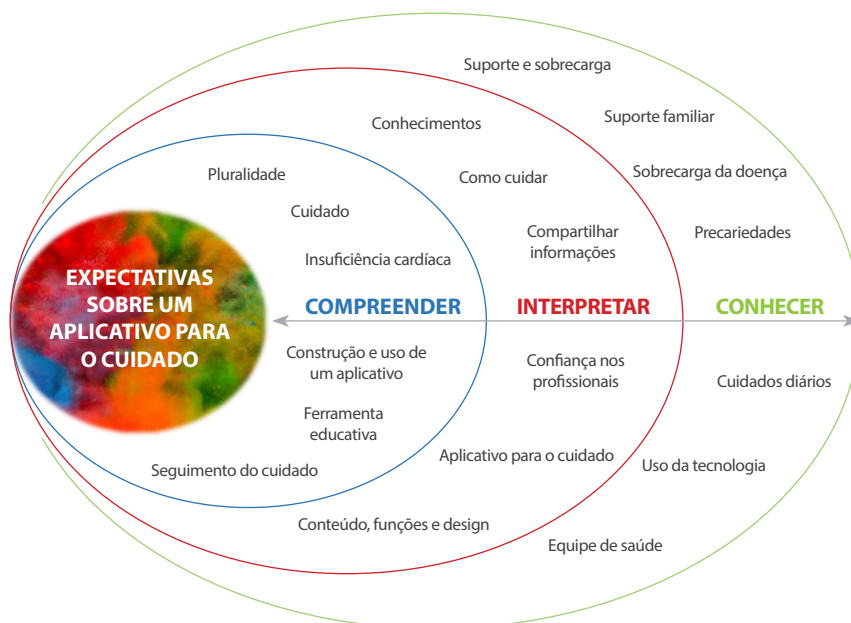 Suporte e sobrecarga
Suporte familiar
Conhecimentos
Sobrecarga da doença
Pluralidade
Como cuidar
Cuidado
Compartilhar
informações
Precariedades
Insuficiência cardíaca
EXPECTATIVAS
SOBRE UM
APLICATIVO PARA
O CUIDADO
COMPREENDER
INTERPRETAR
CONHECER
Construção e uso de
um aplicativo
Confiança nos
profissionais
Cuidados diários
Ferramenta
educativa
Aplicativo para o cuidado
Uso da tecnologia
Seguimento do cuidado
Conteúdo, funções e design
Equipe de saúde